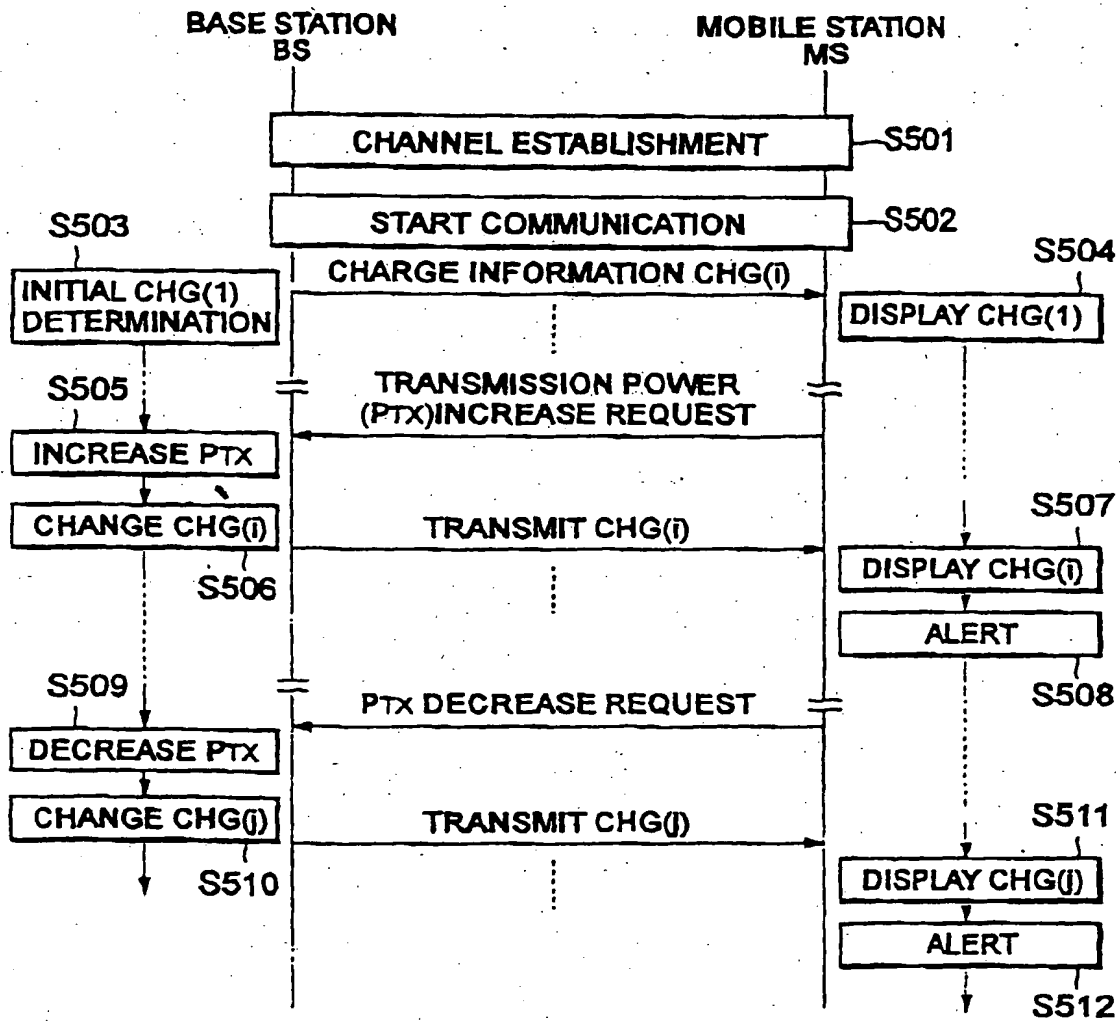 BASE STATION
BS
MOBILE STATION
MS
CHANNEL ESTABLISHMENT
S501
START COMMUNICATION
S502
S503
INITIAL CHG(1)
DETERMINATION
CHARGE INFORMATION CHG(i)
S504
DISPLAY CHG(1)
TRANSMISSION POWER
(PTX)INCREASE REQUEST
S505
INCREASE PTX
CHANGE CHG(i)
S506
TRANSMIT CHG(i)
S507
DISPLAY CHG(i)
ALERT
S508
PTX DECREASE REQUEST
S509
DECREASE PTX
CHANGE CHG(j)
S510
TRANSMIT CHG(j)
S511
DISPLAY CHG(j)
ALERT
S512